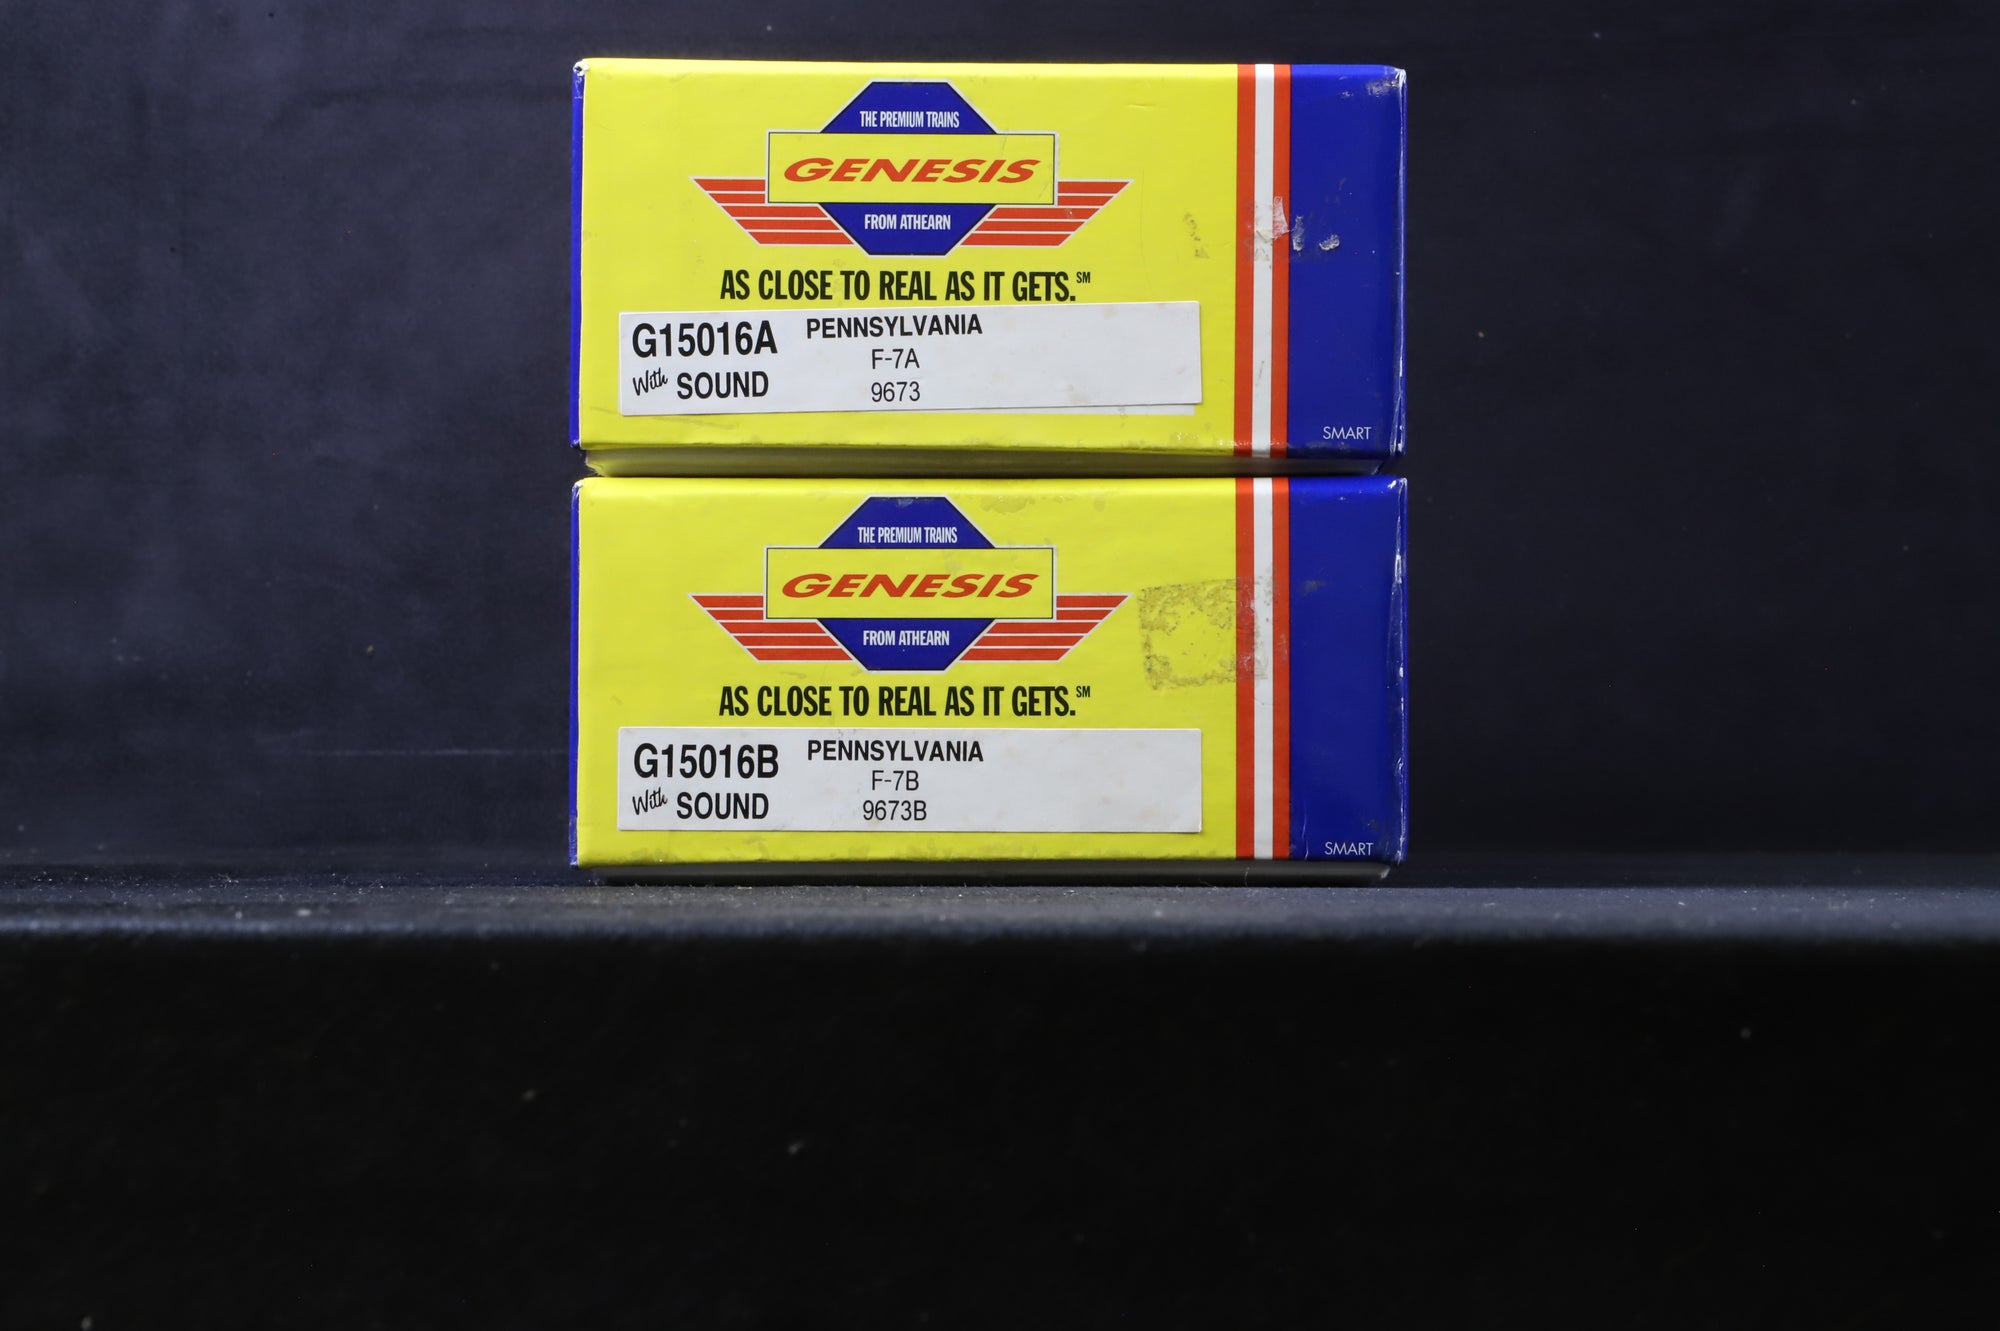 THE PREMIUM TRAINS
GENESIS
FROM ATHEARN
AS CLOSE TO REAL AS IT GETS.℠
G15016A PENNSYLVANIA
F-7A
With SOUND 9673
SMART
THE PREMIUM TRAINS
GENESIS
FROM ATHEARN
AS CLOSE TO REAL AS IT GETS.℠
G15016B PENNSYLVANIA
F-7B
With SOUND 9673B
SMART